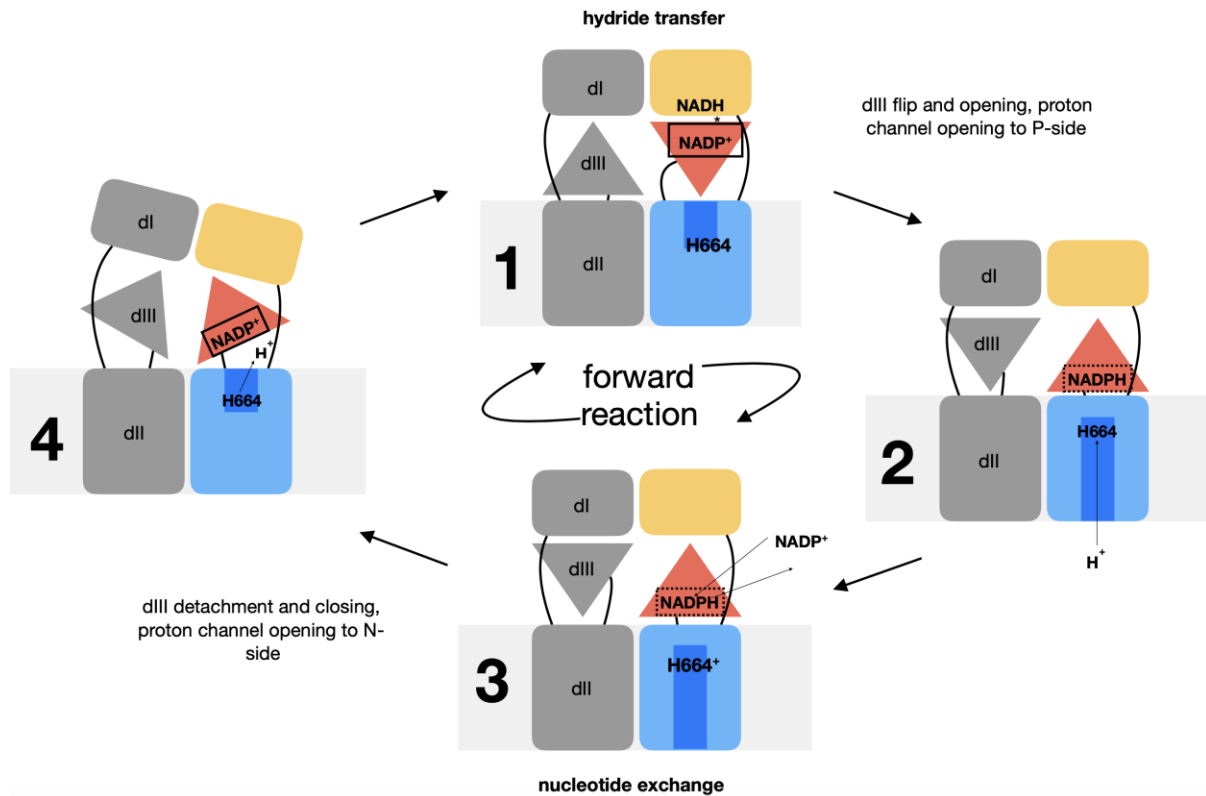 hydride transfer
dI
NADH
*
NADP+
dIII
dII
H664
1
dIII flip and opening, proton
channel opening to P-side
dI
dIII
NADPH
dII
H664
2
H+
forward
reaction
dI
dIII
NADP+
H+
H664
dII
4
dI
NADP+
dIII
NADPH
H664+
dII
3
dIII detachment and closing,
proton channel opening to N-
side
nucleotide exchange